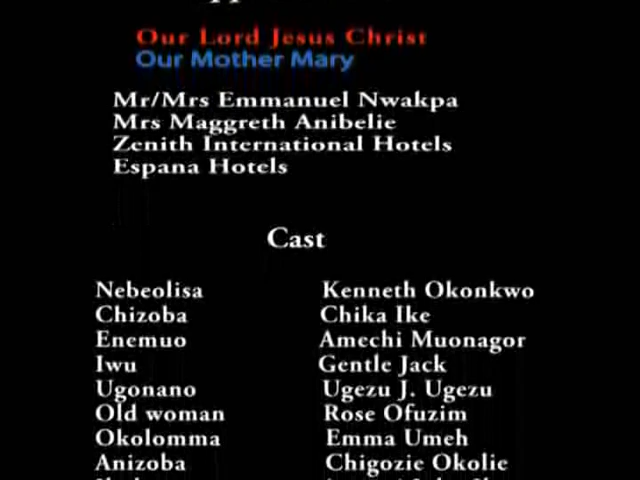 Our Lord Jesus Christ
Our Mother Mary
Mr/Mrs Emmanuel Nwakpa
Mrs Maggreth Anibelie
Zenith International Hotels
Espana Hotels
Cast
Nebeolisa Kenneth Okonkwo
Chizoba Chika Ike
Enemuo Amechi Muonagor
Iwu Gentle Jack
Ugonano Ugezu J. Ugezu
Old woman Rose Ofuzim
Okolomma Emma Umeh
Anizoba Chigozie Okolie